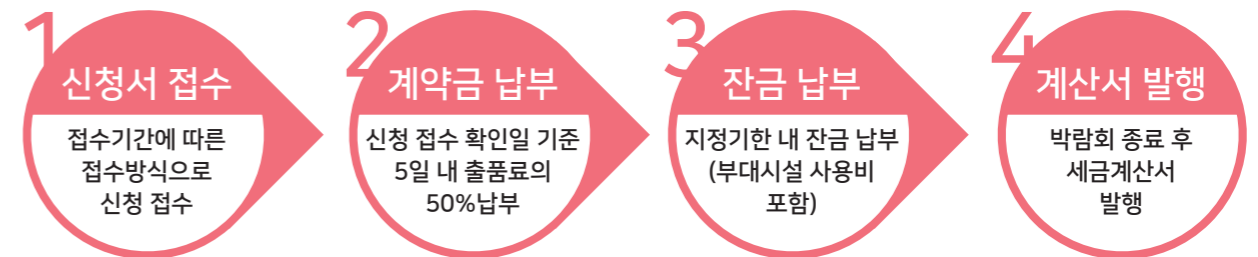 1
신청서 접수
접수기간에 따른
접수방식으로
신청 접수
2
계약금 납부
신청 접수 확인일 기준
5일 내 출품료의
50%납부
3
잔금 납부
지정기한 내 잔금 납부
(부대시설 사용비
포함)
4
계산서 발행
박람회 종료 후
세금계산서
발행